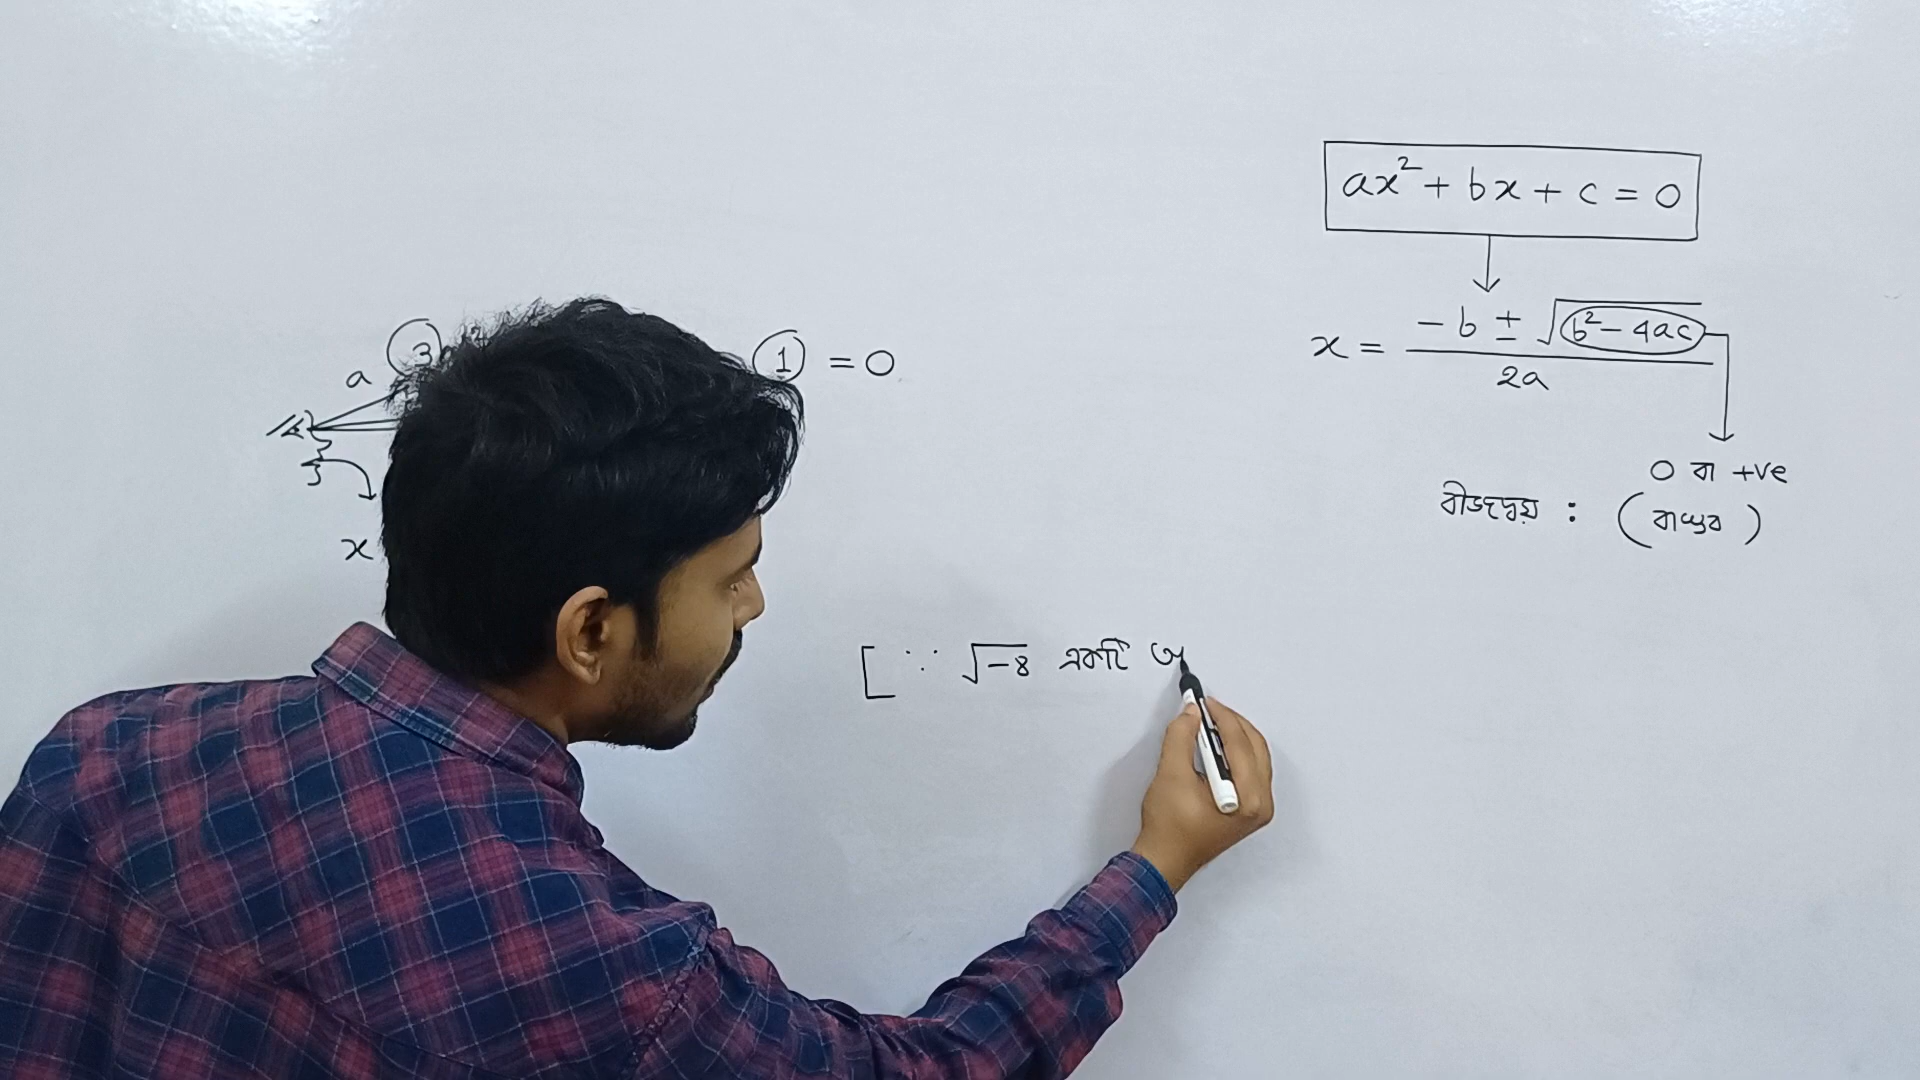 ax² + bx + c = 0
x = (-b ± √(b² - 4ac)) / 2a
0 বা +ve
বীজদ্বয় : (বাস্তব)
3 1 = 0
a
x
[ ∵ √-8 একটি অ